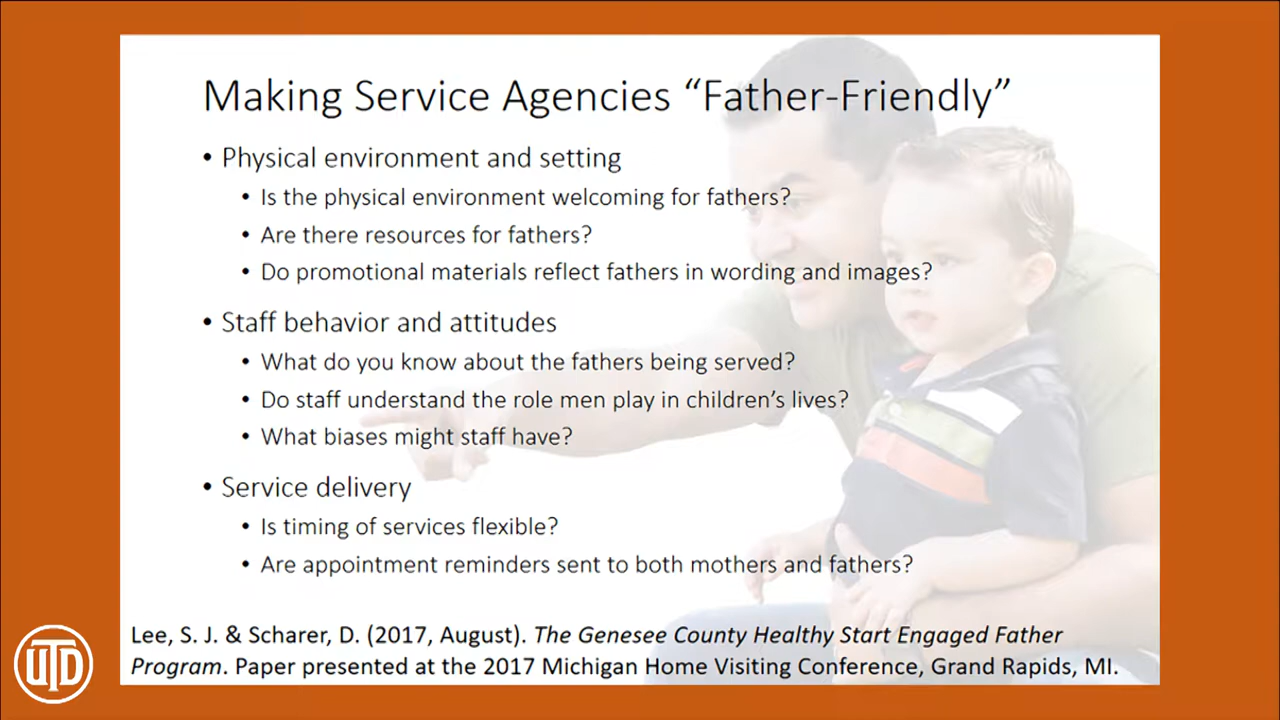 Making Service Agencies “Father-Friendly”
• Physical environment and setting
• Is the physical environment welcoming for fathers?
• Are there resources for fathers?
• Do promotional materials reflect fathers in wording and images?
• Staff behavior and attitudes
• What do you know about the fathers being served?
• Do staff understand the role men play in children’s lives?
• What biases might staff have?
• Service delivery
• Is timing of services flexible?
• Are appointment reminders sent to both mothers and fathers?
Lee, S. J. & Scharer, D. (2017, August). The Genesee County Healthy Start Engaged Father
Program. Paper presented at the 2017 Michigan Home Visiting Conference, Grand Rapids, MI.
UTD